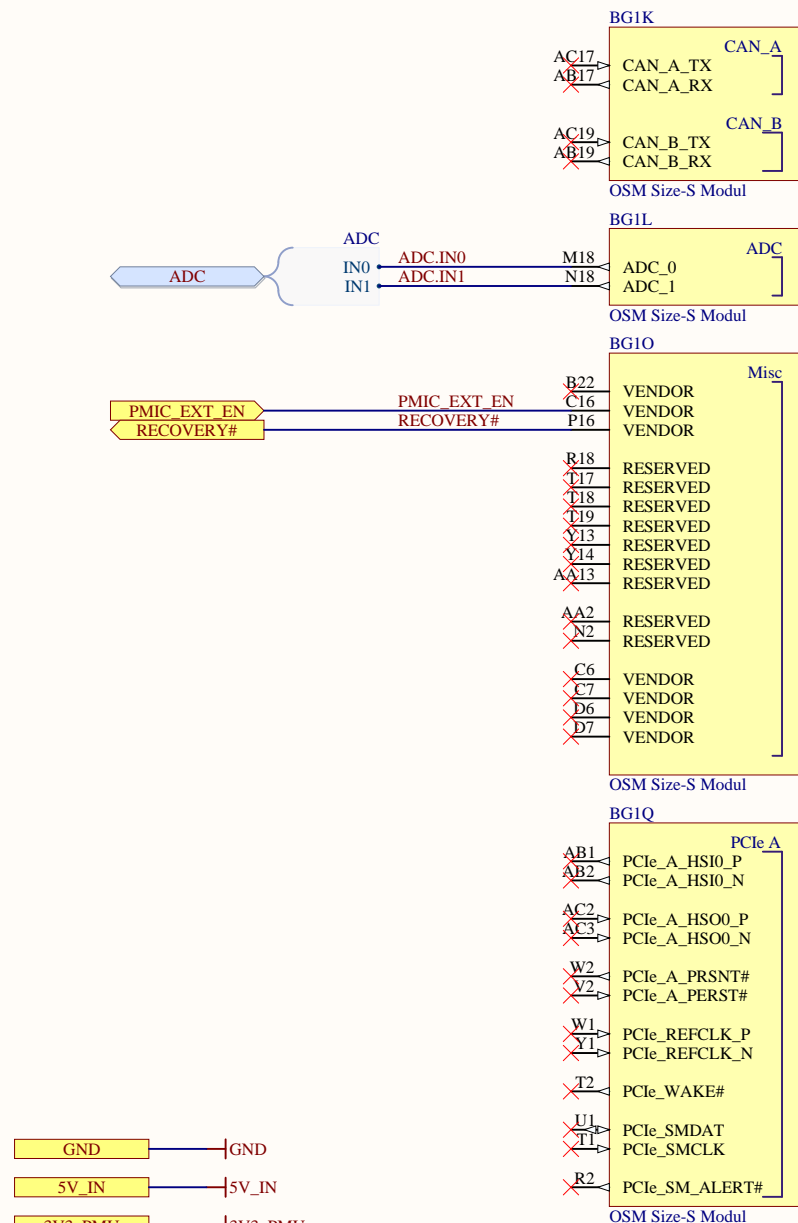 BG1K
CAN_A
AC17 CAN_A_TX
AB17 CAN_A_RX
CAN_B
AC19 CAN_B_TX
AB19 CAN_B_RX
OSM Size-S Modul
BG1L
ADC
ADC
ADC
IN0 ADC.IN0 M18 ADC_0
IN1 ADC.IN1 N18 ADC_1
OSM Size-S Modul
BG1O
Misc
B22 VENDOR
PMIC_EXT_EN PMIC_EXT_EN C16 VENDOR
RECOVERY# RECOVERY# P16 VENDOR
R18 RESERVED
T17 RESERVED
T18 RESERVED
T19 RESERVED
Y13 RESERVED
Y14 RESERVED
AA13 RESERVED
AA2 RESERVED
N2 RESERVED
C6 VENDOR
C7 VENDOR
D6 VENDOR
D7 VENDOR
OSM Size-S Modul
BG1Q
PCIe A
AB1 PCIe_A_HSI0_P
AB2 PCIe_A_HSI0_N
AC2 PCIe_A_HSO0_P
AC3 PCIe_A_HSO0_N
W2 PCIe_A_PRSNT#
V2 PCIe_A_PERST#
W1 PCIe_REFCLK_P
Y1 PCIe_REFCLK_N
T2 PCIe_WAKE#
U1 PCIe_SMDAT
T1 PCIe_SMCLK
R2 PCIe_SM_ALERT#
OSM Size-S Modul
GND GND
5V_IN 5V_IN